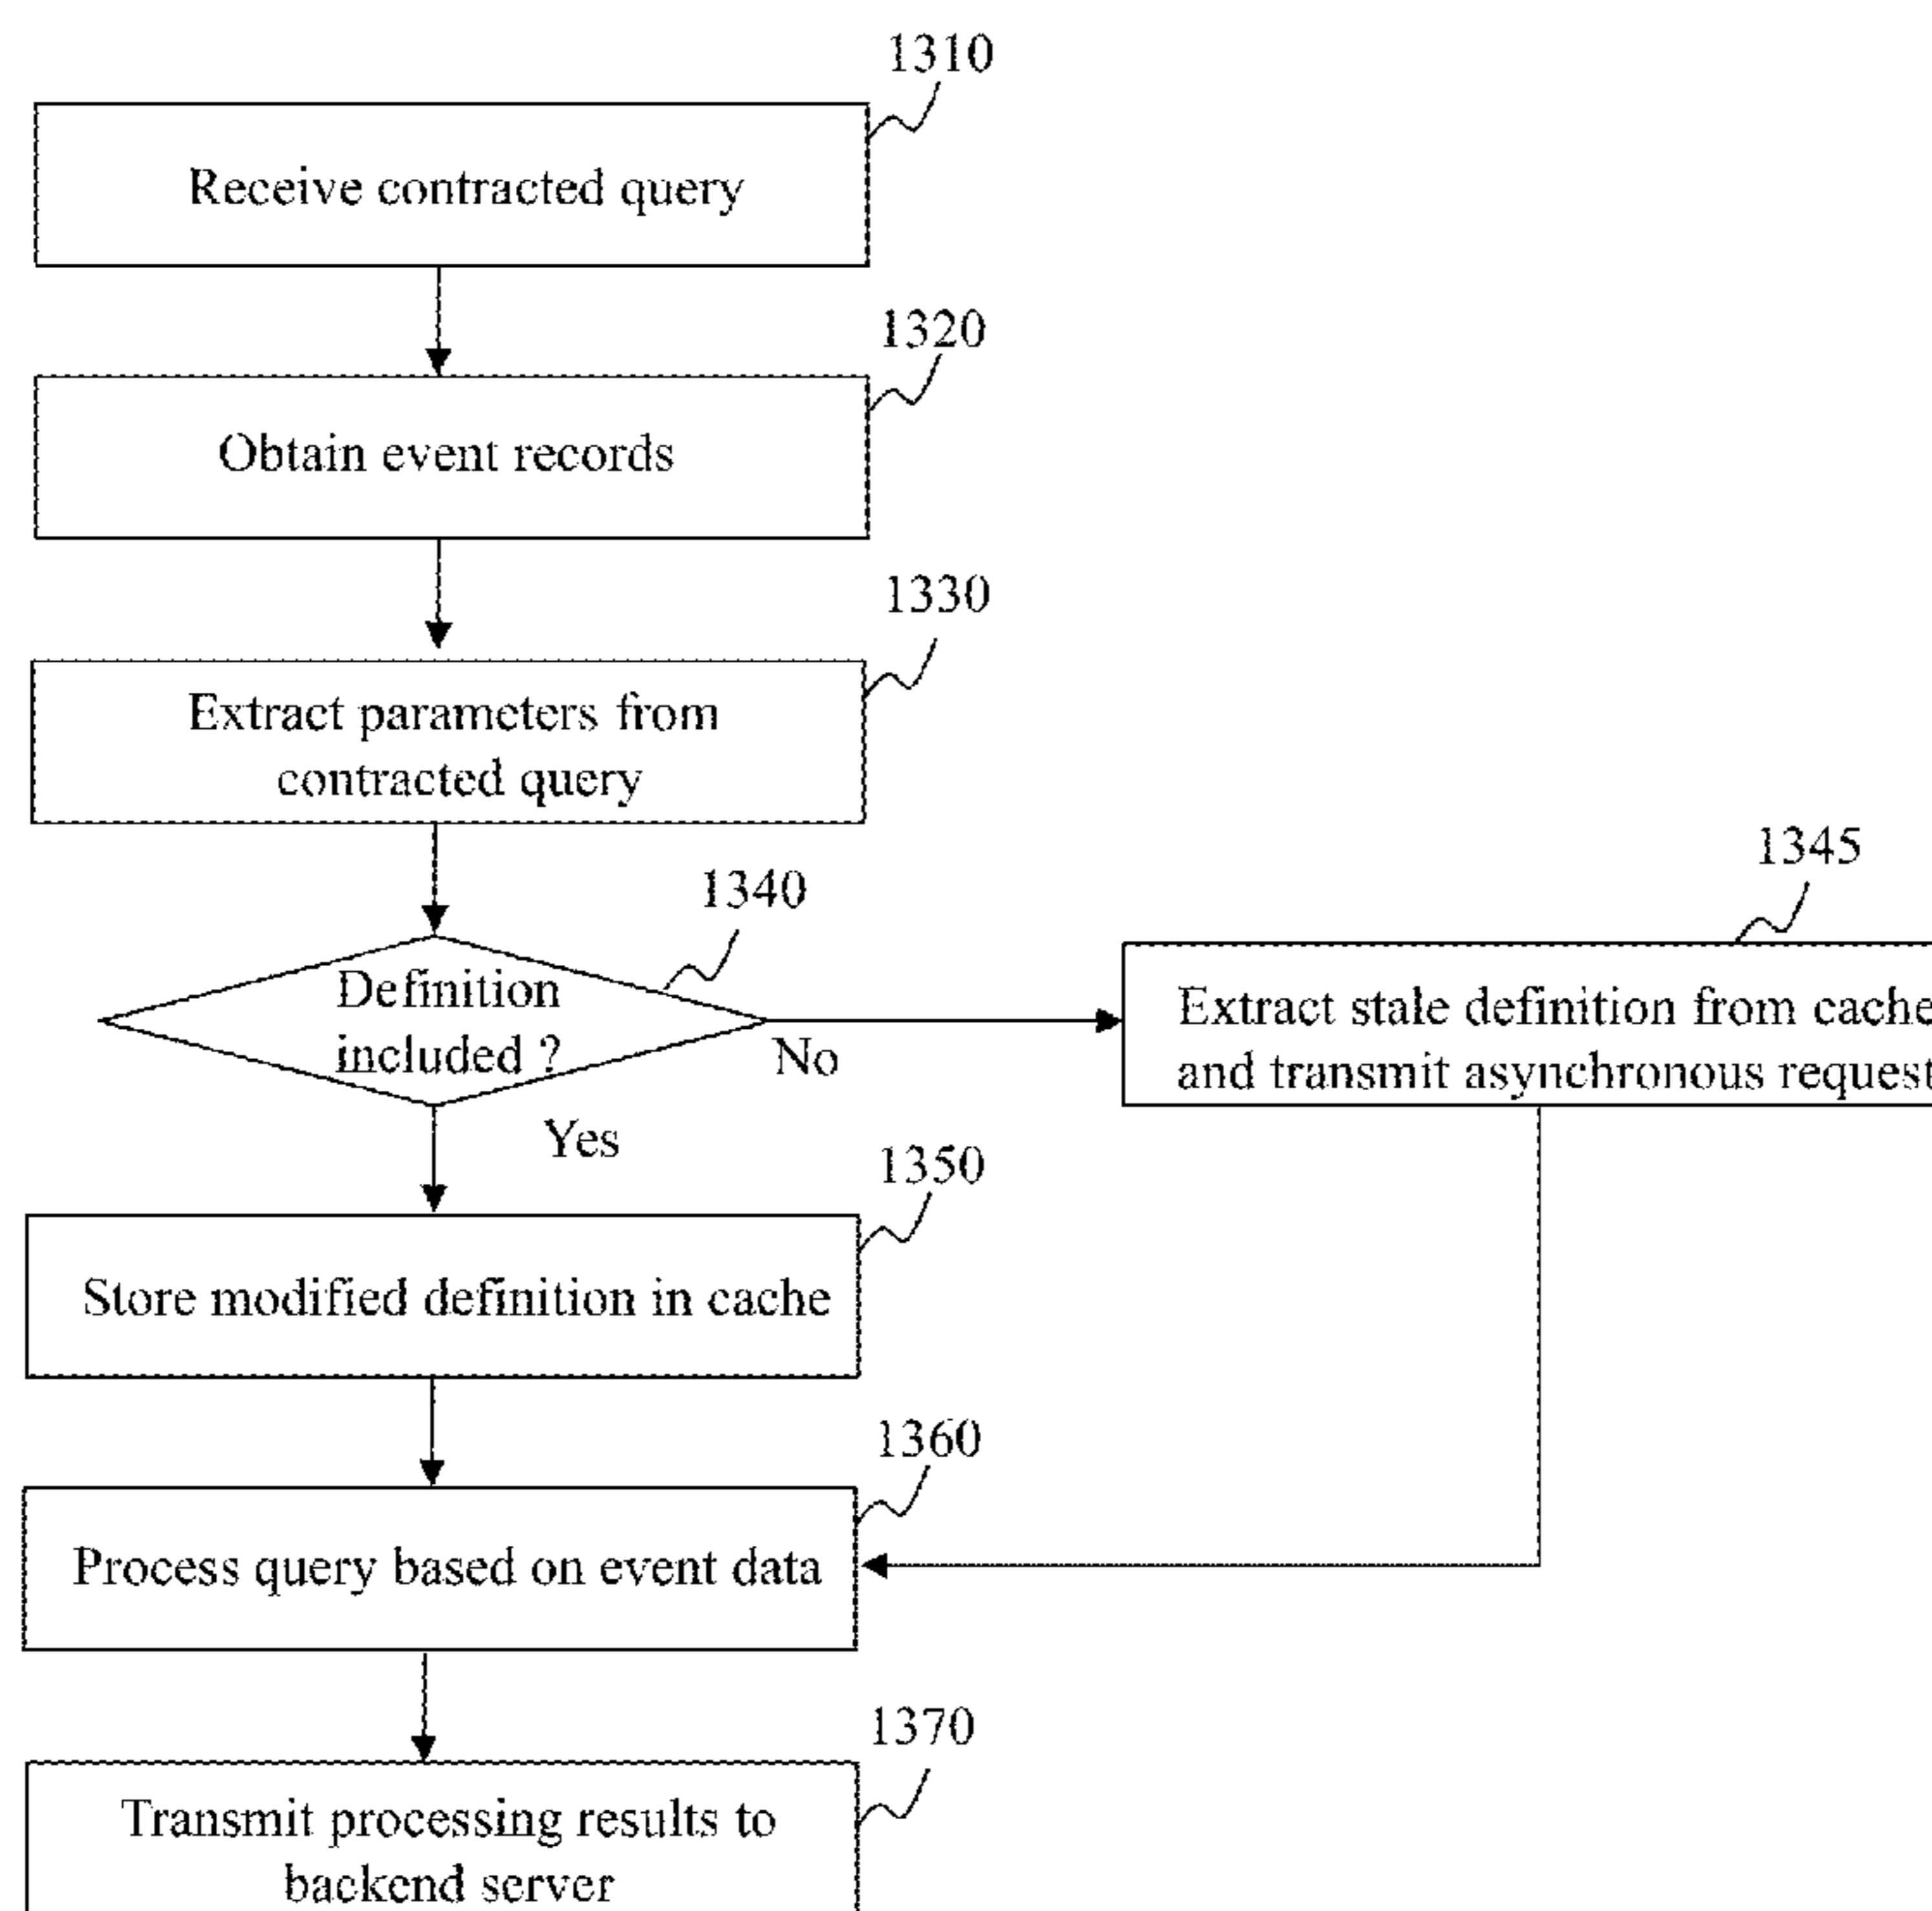 1310
Receive contracted query
1320
Obtain event records
1330
Extract parameters from
contracted query
1340
Definition
included ?
No
Yes
1345
Extract stale definition from cache
and transmit asynchronous request
1350
Store modified definition in cache
1360
Process query based on event data
1370
Transmit processing results to
backend server